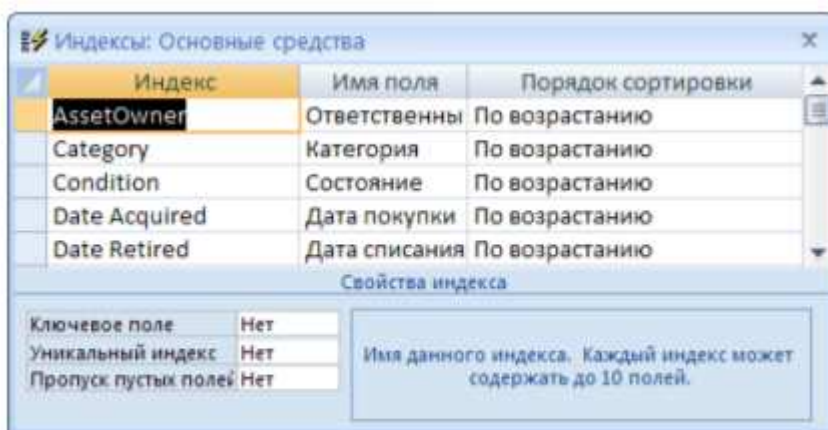 Индексы: Основные средства
Индекс Имя поля Порядок сортировки
AssetOwner Ответственны По возрастанию
Category Категория По возрастанию
Condition Состояние По возрастанию
Date Acquired Дата покупки По возрастанию
Date Retired Дата списания По возрастанию
Свойства индекса
Ключевое поле Нет
Уникальный индекс Нет
Пропуск пустых полей Нет
Имя данного индекса. Каждый индекс может
содержать до 10 полей.